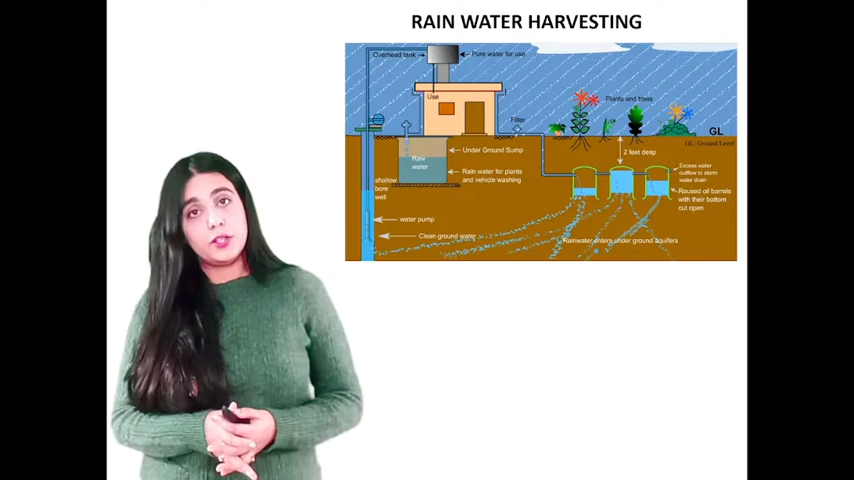 RAIN WATER HARVESTING
Overhead tank
Pure water for use
Use
Plants and trees
Filter
GL
GL- Ground Level
Under Ground Sump
2 feet deep
Raw
water
Excess water
outflow to storm
water drain
Rain water for plants
and vehicle washing
shallow
bore
well
Reused oil barrels
with their bottom
cut open
water pump
Clean ground water
Rainwater enters under ground aquifers